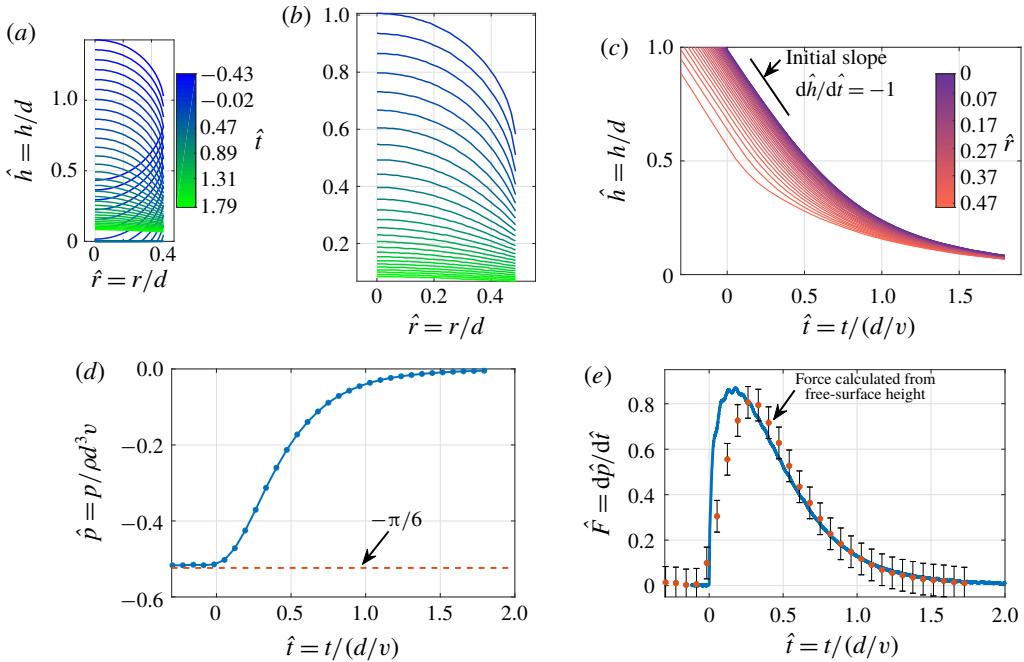 (a)
1.0
0.5
0
0
0.4
ĥ = h/d
r̂ = r/d
−0.43
−0.02
0.47
0.89
1.31
1.79
t̂
(b)
1.0
0.8
0.6
0.4
0.2
0
0.2
0.4
r̂ = r/d
(c)
1.0
0.5
0
0
0.5
1.0
1.5
ĥ = h/d
t̂ = t/(d/v)
Initial slope
dĥ/dt̂ = −1
0
0.07
0.17
0.27
0.37
0.47
r̂
(d)
0.0
−0.2
−0.4
−0.6
0
0.5
1.0
1.5
2.0
p̂ = p/ρd³v
t̂ = t/(d/v)
−π/6
(e)
0.8
0.4
0
0
0.5
1.0
1.5
2.0
F̂ = dp̂/dt̂
t̂ = t/(d/v)
Force calculated from
free-surface height